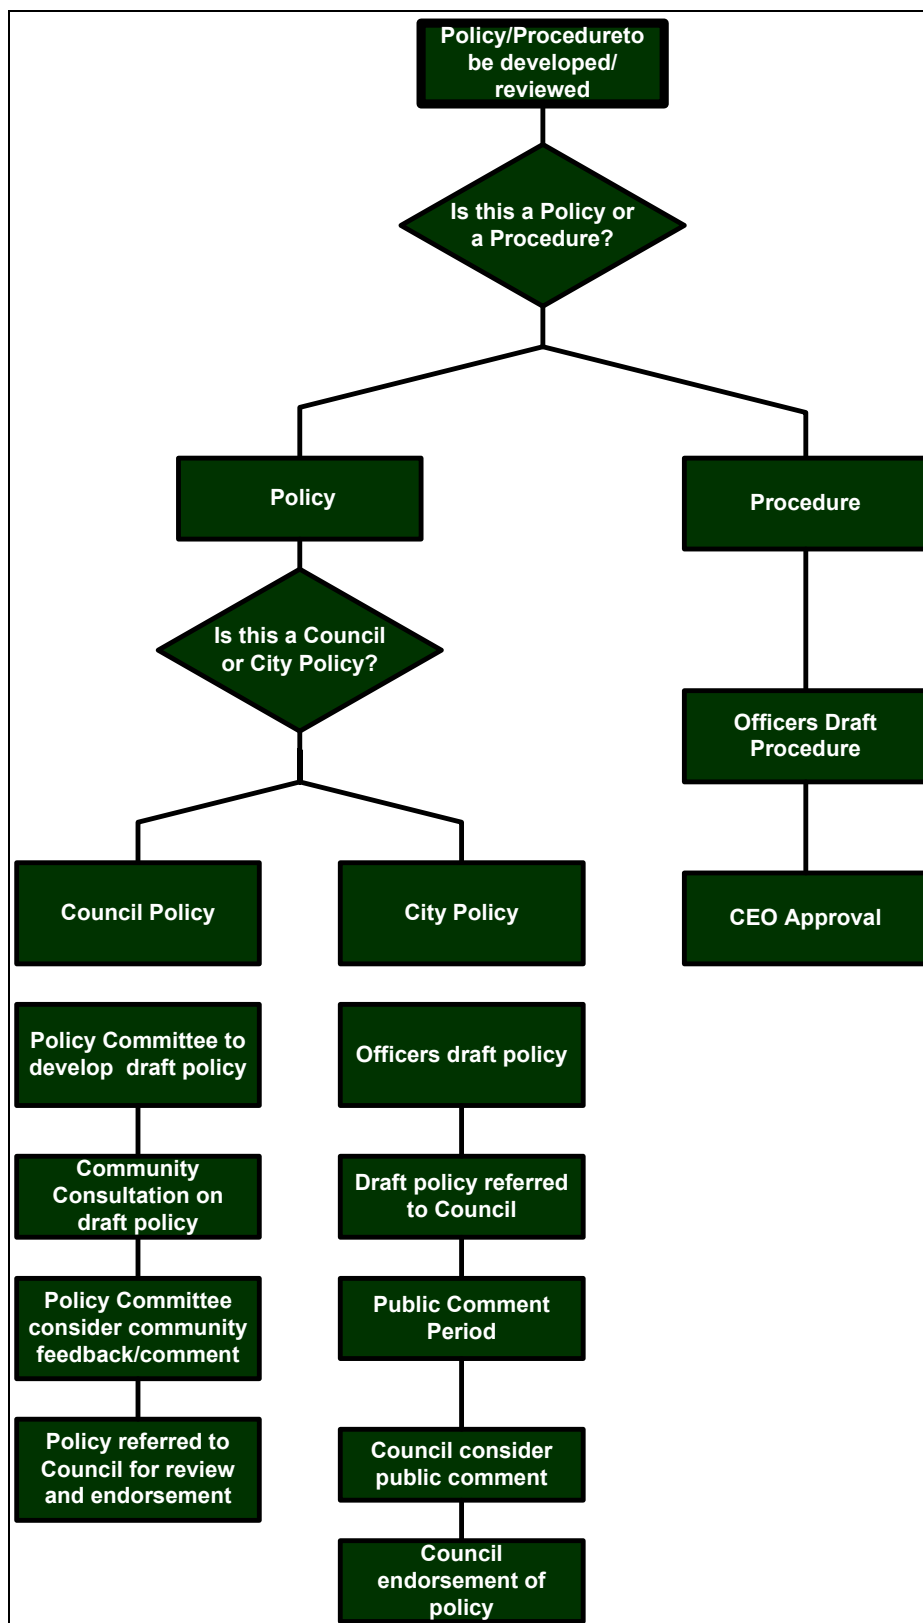 Policy/Procedureto
be developed/
reviewed
Is this a Policy or
a Procedure?
Policy
Procedure
Is this a Council
or City Policy?
Officers Draft
Procedure
Council Policy
City Policy
CEO Approval
Policy Committee to
develop  draft policy
Officers draft policy
Community
Consultation on
draft policy
Draft policy referred
to Council
Policy Committee
consider community
feedback/comment
Public Comment
Period
Policy referred to
Council for review
and endorsement
Council consider
public comment
Council
endorsement of
policy